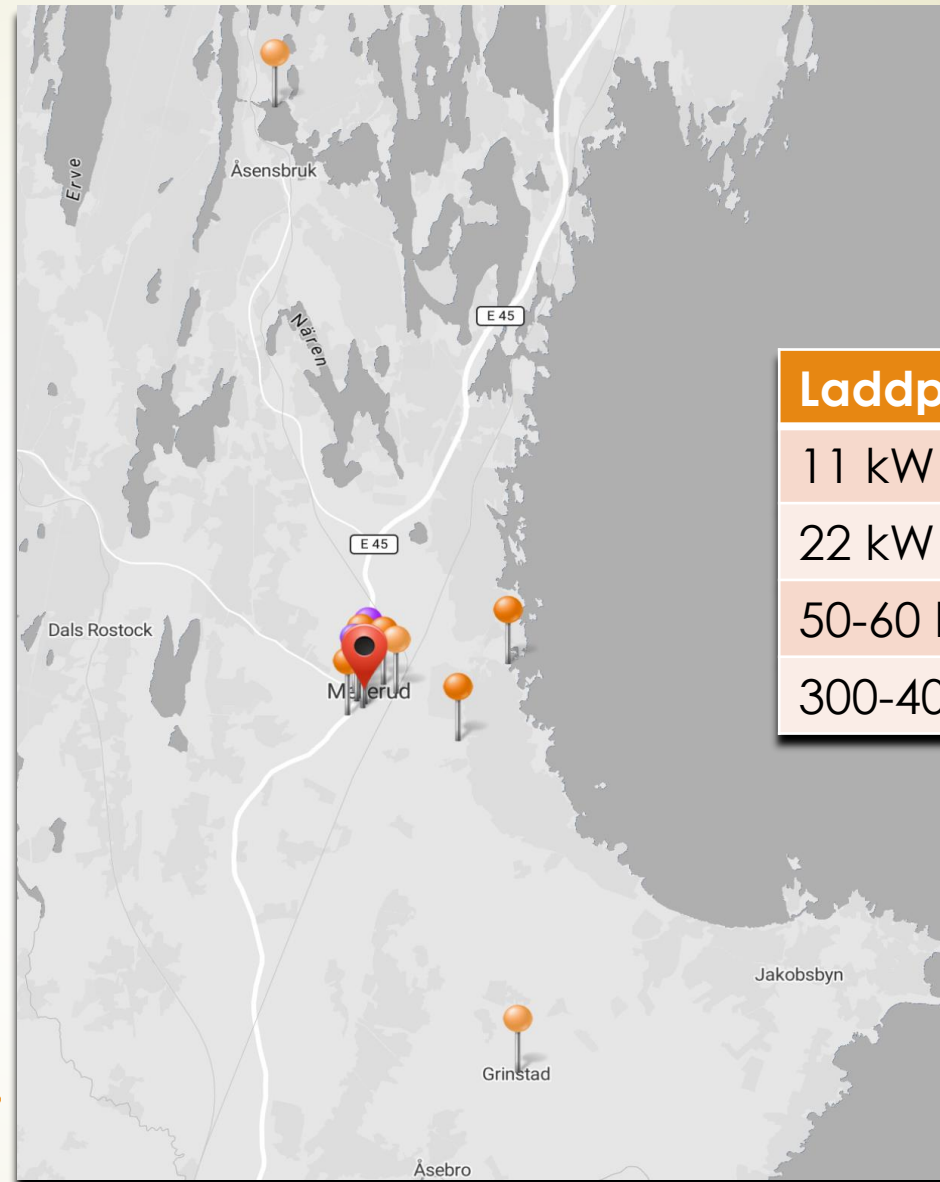 Erve
Åsensbruk
Nären
E 45
E 45
Dals Rostock
Laddp
11 kW
22 kW
50-60
300-40
Jakobsbyn
Grinstad
Åsebro